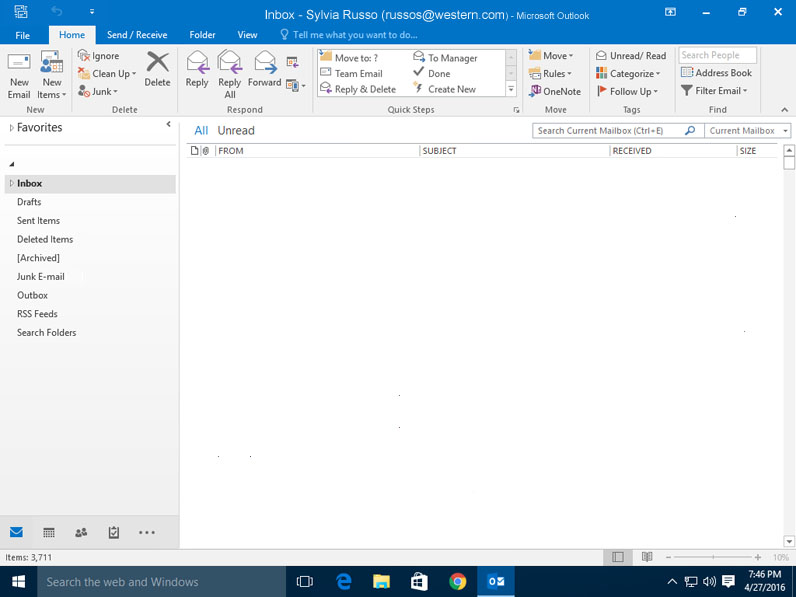 Inbox - Sylvia Russo (russos@western.com) - Microsoft Outlook
File Home Send / Receive Folder View Tell me what you want to do...
New Email
New Items
New
Ignore
Clean Up
Junk
Delete
Delete
Reply
Reply All
Forward
Respond
Move to: ?
Team Email
Reply & Delete
To Manager
Done
Create New
Quick Steps
Move
Rules
OneNote
Move
Unread/ Read
Categorize
Follow Up
Tags
Search People
Address Book
Filter Email
Find
Favorites
All Unread
Search Current Mailbox (Ctrl+E) Current Mailbox
FROM SUBJECT RECEIVED SIZE
Inbox
Drafts
Sent Items
Deleted Items
[Archived]
Junk E-mail
Outbox
RSS Feeds
Search Folders
Items: 3,711
10%
Search the web and Windows
7:46 PM
4/27/2016